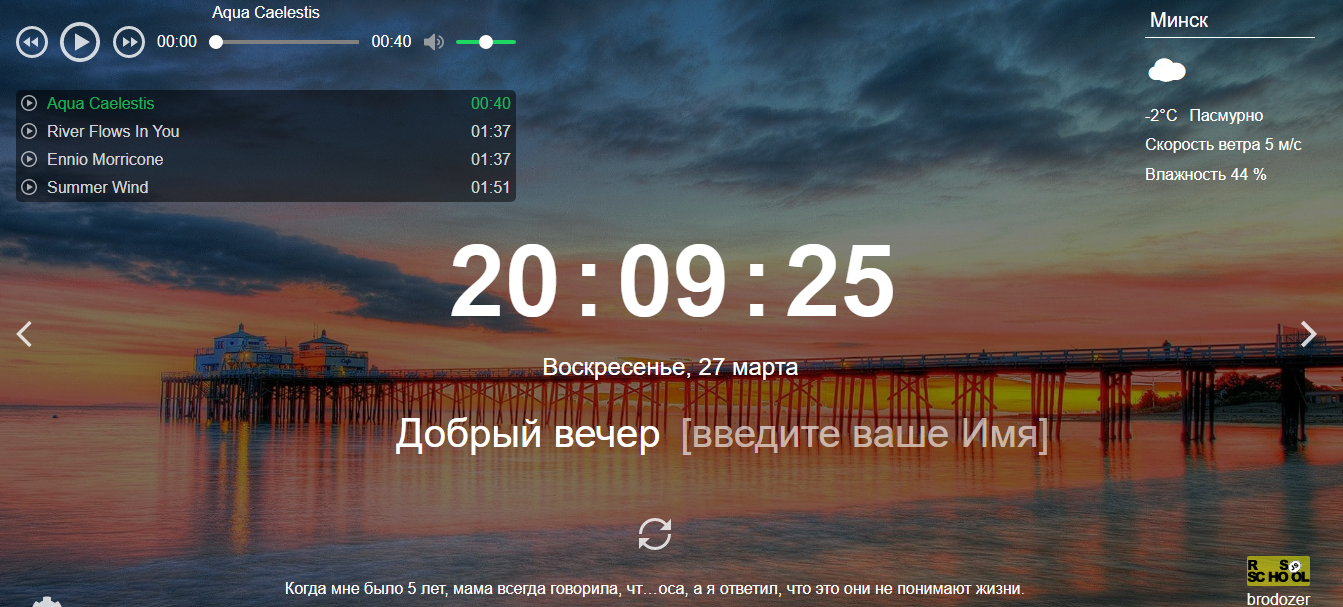 Aqua Caelestis
00:00
00:40
Aqua Caelestis 00:40
River Flows In You 01:37
Ennio Morricone 01:37
Summer Wind 01:51
Минск
-2°C Пасмурно
Скорость ветра 5 м/с
Влажность 44 %
20:09:25
Воскресенье, 27 марта
Добрый вечер [введите ваше Имя]
Когда мне было 5 лет, мама всегда говорила, чт…оса, а я ответил, что это они не понимают жизни.
RS
SCHOOL
brodozer